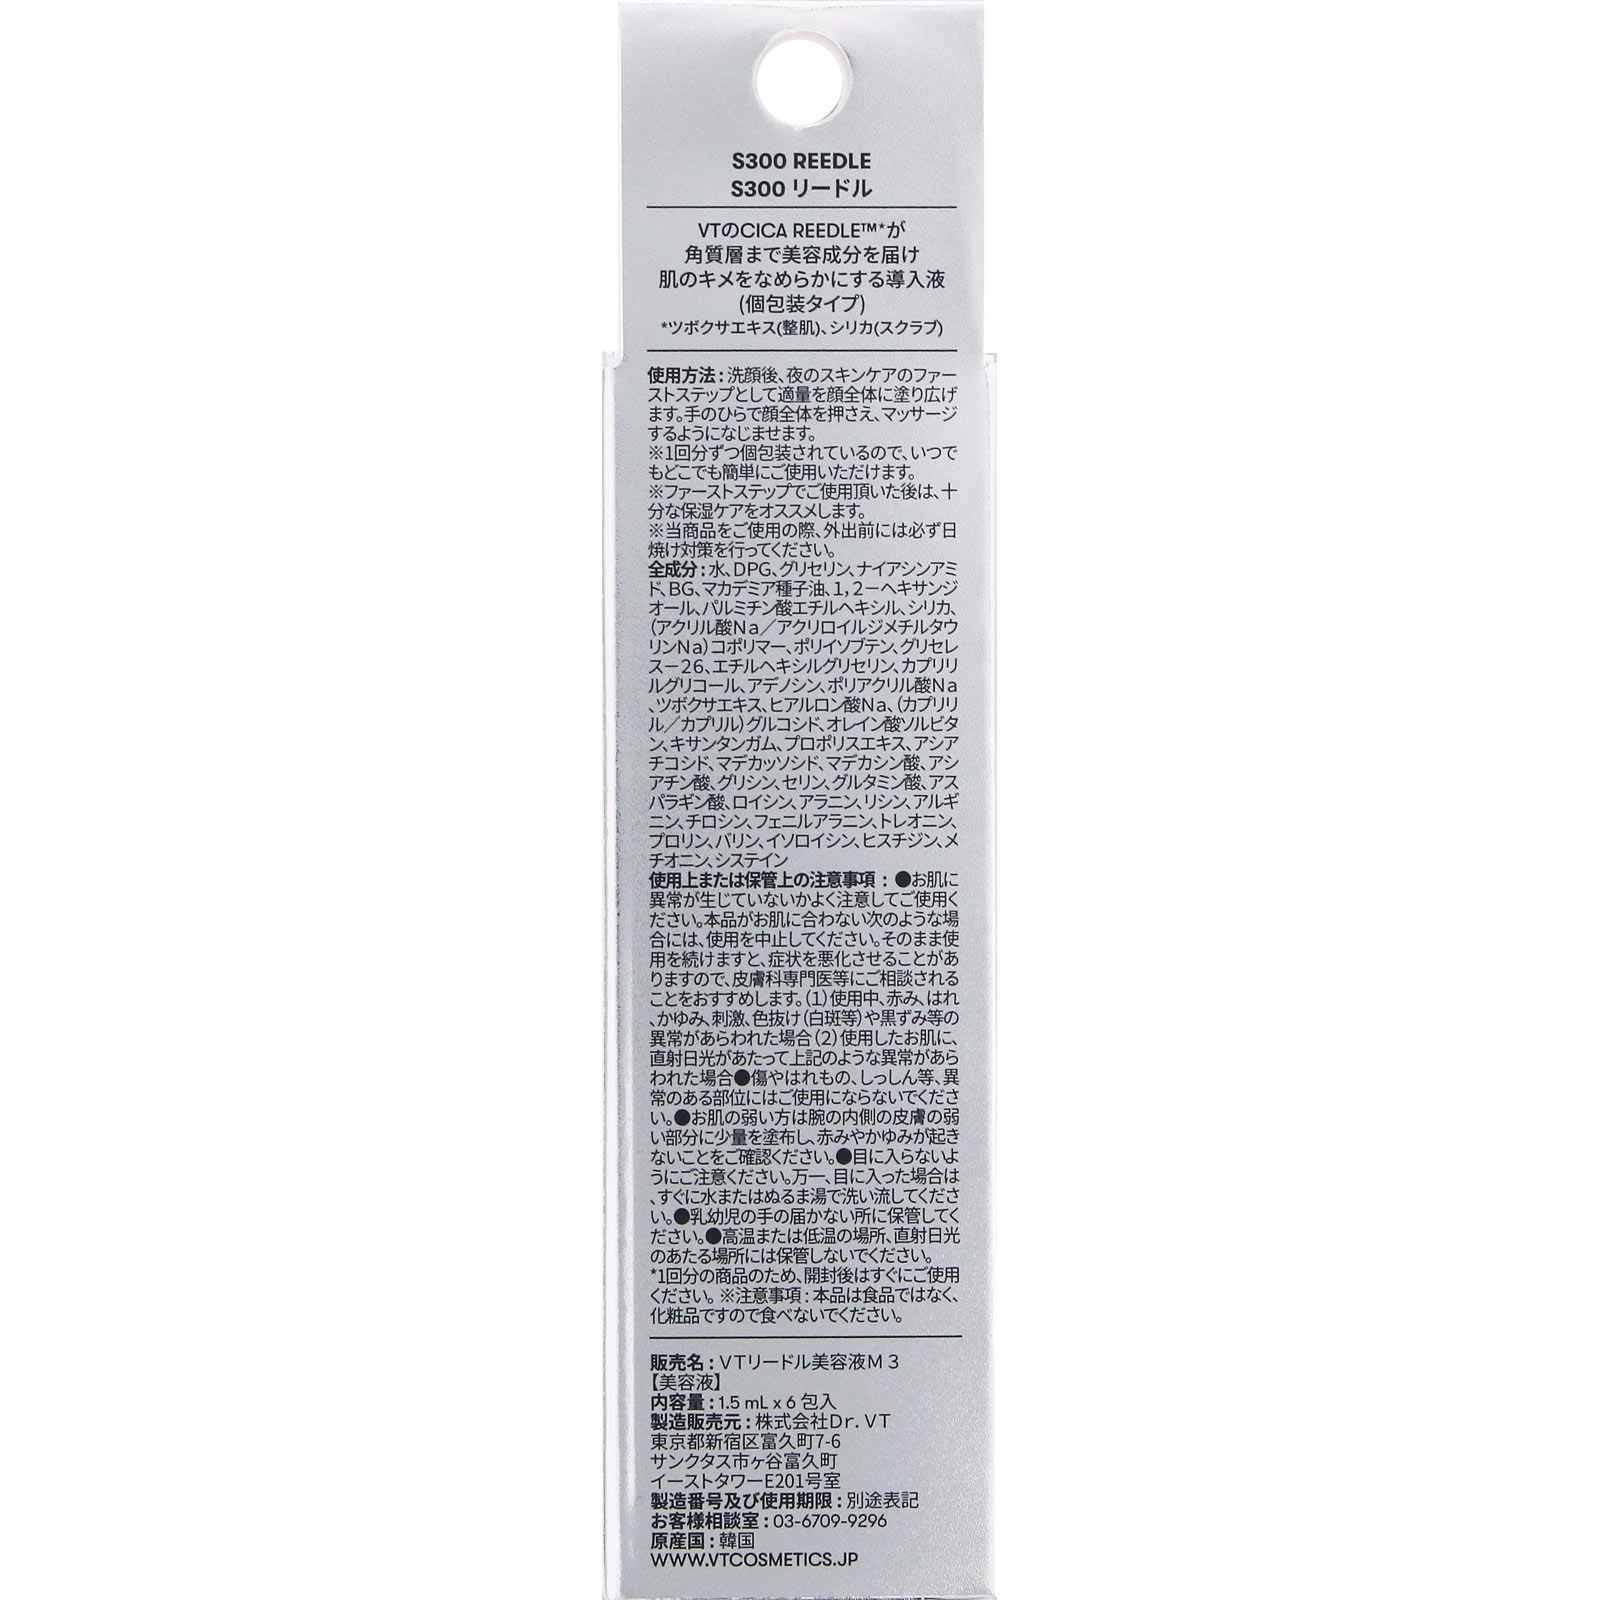 S300 REEDLE
S300 リードル
VTのCICA REEDLE™*が
角質層まで美容成分を届け
肌のキメをなめらかにする導入液
(個包装タイプ)
*ツボクサエキス(整肌)、シリカ(スクラブ)
使用方法：洗顔後、夜のスキンケアのファー
ストステップとして適量を顔全体に塗り広げ
ます。手のひらで顔全体を押さえ、マッサージ
するようになじませます。
※1回分ずつ個包装されているので、いつで
もどこでも簡単にご使用いただけます。
※ファーストステップでご使用頂いた後は、十
分な保湿ケアをオススメします。
※当商品をご使用の際、外出前には必ず日
焼け対策を行ってください。
全成分：水、DPG、グリセリン、ナイアシンアミ
ド、BG、マカデミア種子油、1,2－ヘキサンジ
オール、パルミチン酸エチルヘキシル、シリカ、
（アクリル酸Na／アクリロイルジメチルタウ
リンNa）コポリマー、ポリイソブテン、グリセレ
ス－26、エチルヘキシルグリセリン、カプリリ
ルグリコール、アデノシン、ポリアクリル酸Na
、ツボクサエキス、ヒアルロン酸Na、（カプリリ
ル／カプリル）グルコシド、オレイン酸ソルビタ
ン、キサンタンガム、プロポリスエキス、アシア
チコシド、マデカッソシド、マデカシン酸、アシ
アチン酸、グリシン、セリン、グルタミン酸、アス
パラギン酸、ロイシン、アラニン、リシン、アルギ
ニン、チロシン、フェニルアラニン、トレオニン、
プロリン、バリン、イソロイシン、ヒスチジン、メ
チオニン、システイン
使用上または保管上の注意事項：●お肌に
異常が生じていないかよく注意してご使用く
ださい。本品がお肌に合わない次のような場
合には、使用を中止してください。そのまま使
用を続けますと、症状を悪化させることがあ
りますので、皮膚科専門医等にご相談される
ことをおすすめします。（1）使用中、赤み、はれ
、かゆみ、刺激、色抜け（白斑等）や黒ずみ等の
異常があらわれた場合（2）使用したお肌に、
直射日光があたって上記のような異常があら
われた場合●傷やはれもの、しっしん等、異
常のある部位にはご使用にならないでくださ
い。●お肌の弱い方は腕の内側の皮膚の弱
い部分に少量を塗布し、赤みやかゆみが起き
ないことをご確認ください。●目に入らないよ
うにご注意ください。万一、目に入った場合は
、すぐに水またはぬるま湯で洗い流してくださ
い。●乳幼児の手の届かない所に保管してく
ださい。●高温または低温の場所、直射日光
のあたる場所には保管しないでください。
*1回分の商品のため、開封後はすぐにご使用
ください。※注意事項：本品は食品ではなく、
化粧品ですので食べないでください。
販売名：VTリードル美容液M3
【美容液】
内容量：1.5 mL x 6 包入
製造販売元：株式会社Dr. VT
東京都新宿区富久町7-6
サンクタス市ヶ谷富久町
イーストタワーE201号室
製造番号及び使用期限：別途表記
お客様相談室：03-6709-9296
原産国：韓国
WWW.VTCOSMETICS.JP